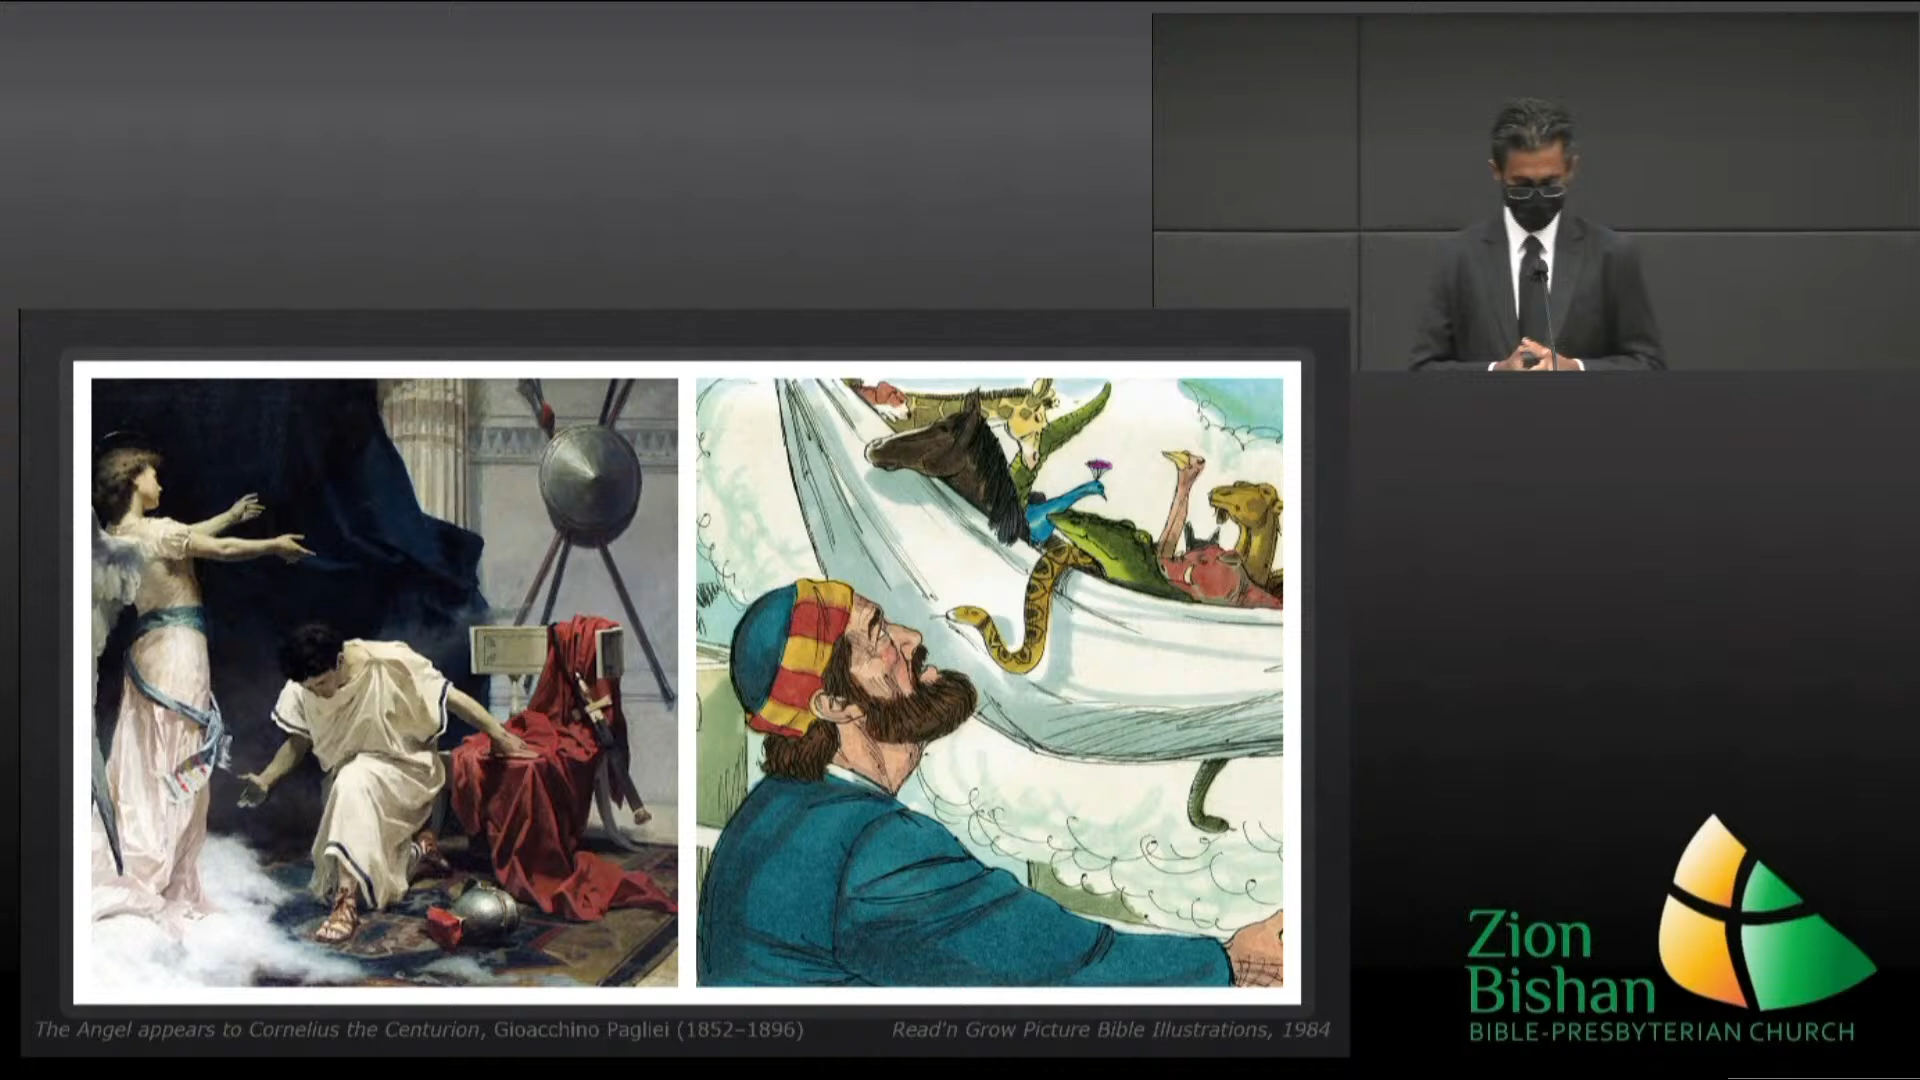 The Angel appears to Cornelius the Centurion, Gioacchino Pagliei (1852–1896)
Read'n Grow Picture Bible Illustrations, 1984
Zion
Bishan
BIBLE-PRESBYTERIAN CHURCH